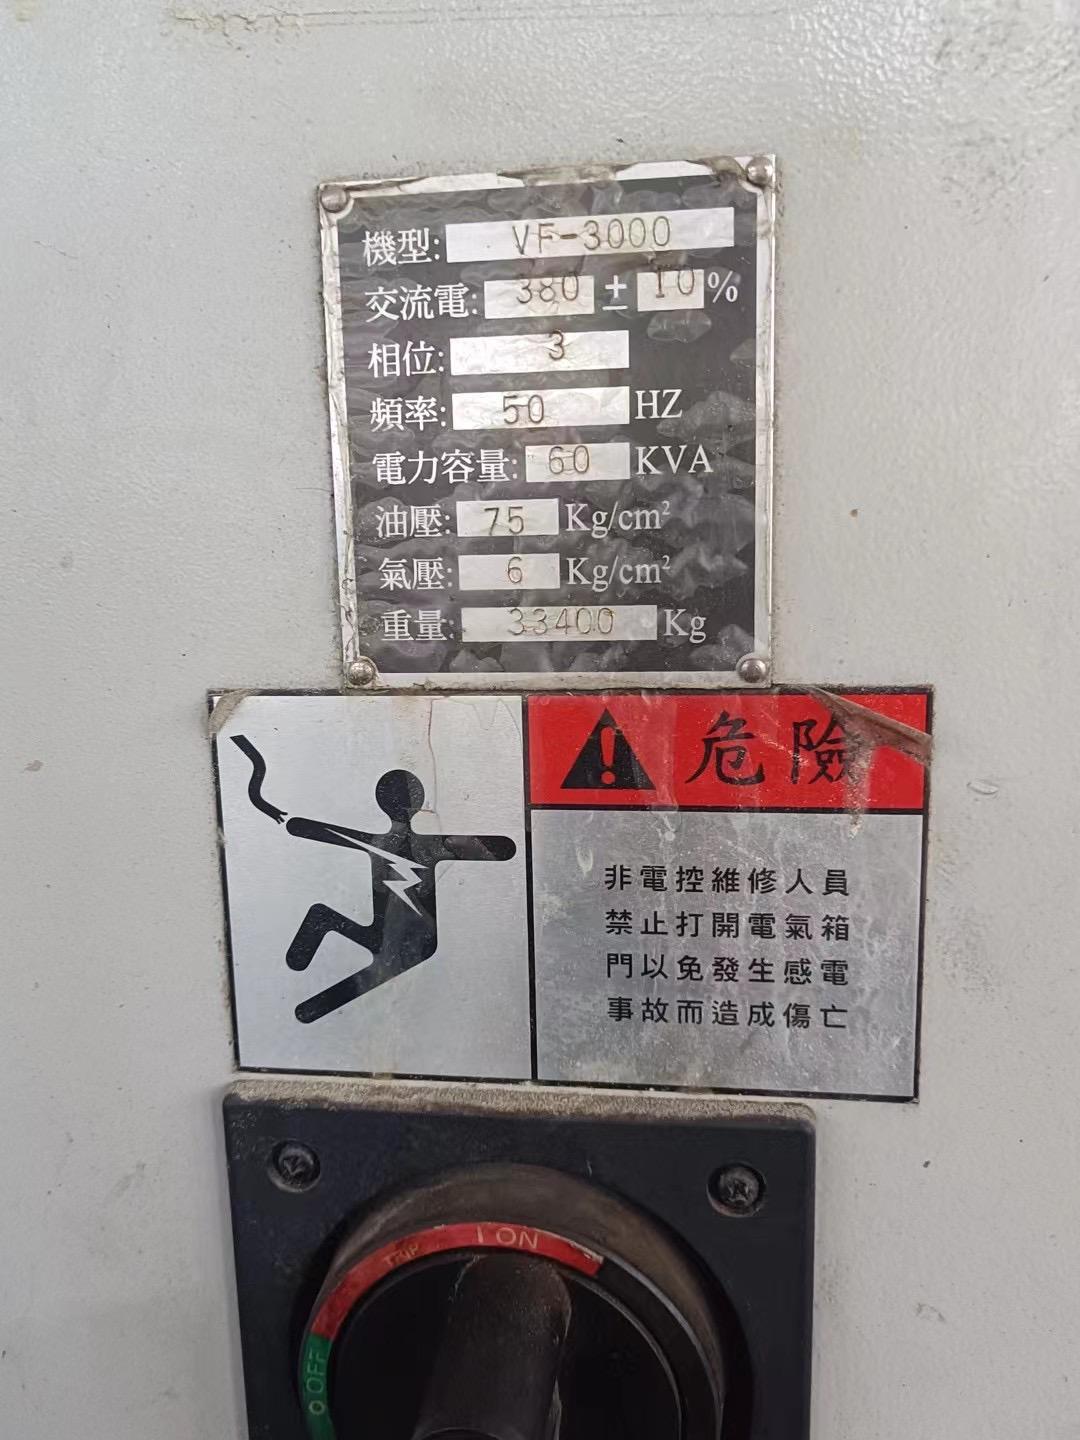 機型: VF-3000
交流電: 380 ± 10 %
相位: 3
頻率: 50 HZ
電力容量: 60 KVA
油壓: 75 Kg/cm²
氣壓: 6 Kg/cm²
重量: 33400 Kg
危險
非電控維修人員
禁止打開電氣箱
門以免發生感電
事故而造成傷亡
I ON
TRIP
O OFF